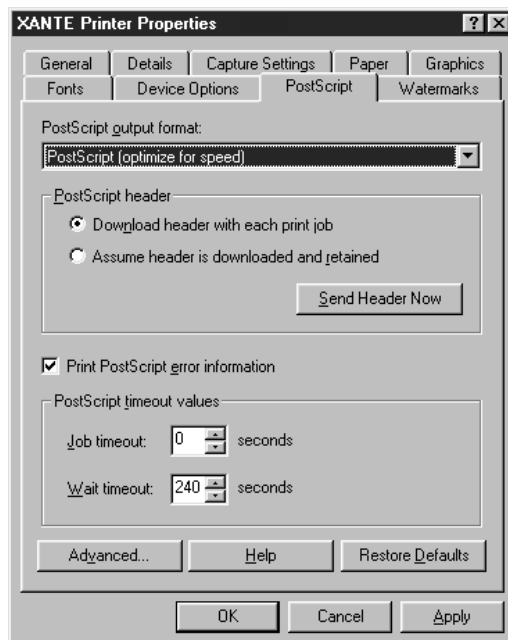 XANTE Printer Properties
General Details Capture Settings Paper Graphics
Fonts Device Options PostScript Watermarks
PostScript output format:
PostScript (optimize for speed)
PostScript header
Download header with each print job
Assume header is downloaded and retained
Send Header Now
Print PostScript error information
PostScript timeout values
Job timeout: 0 seconds
Wait timeout: 240 seconds
Advanced... Help Restore Defaults
OK Cancel Apply